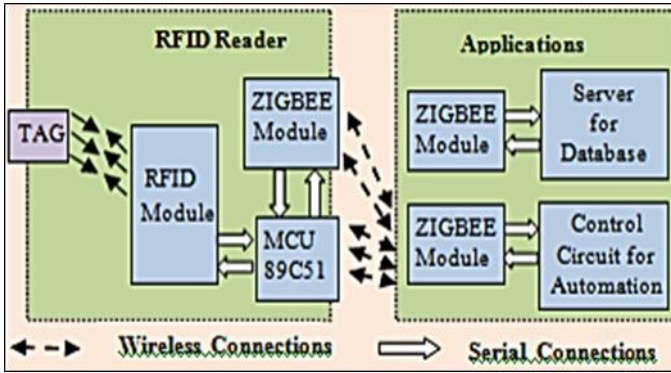 RFID Reader
TAG
RFID
Module
ZIGBEE
Module
MCU
89C51
Applications
ZIGBEE
Module
Server
for
Database
ZIGBEE
Module
Control
Circuit for
Automation
Wireless Connections
Serial Connections